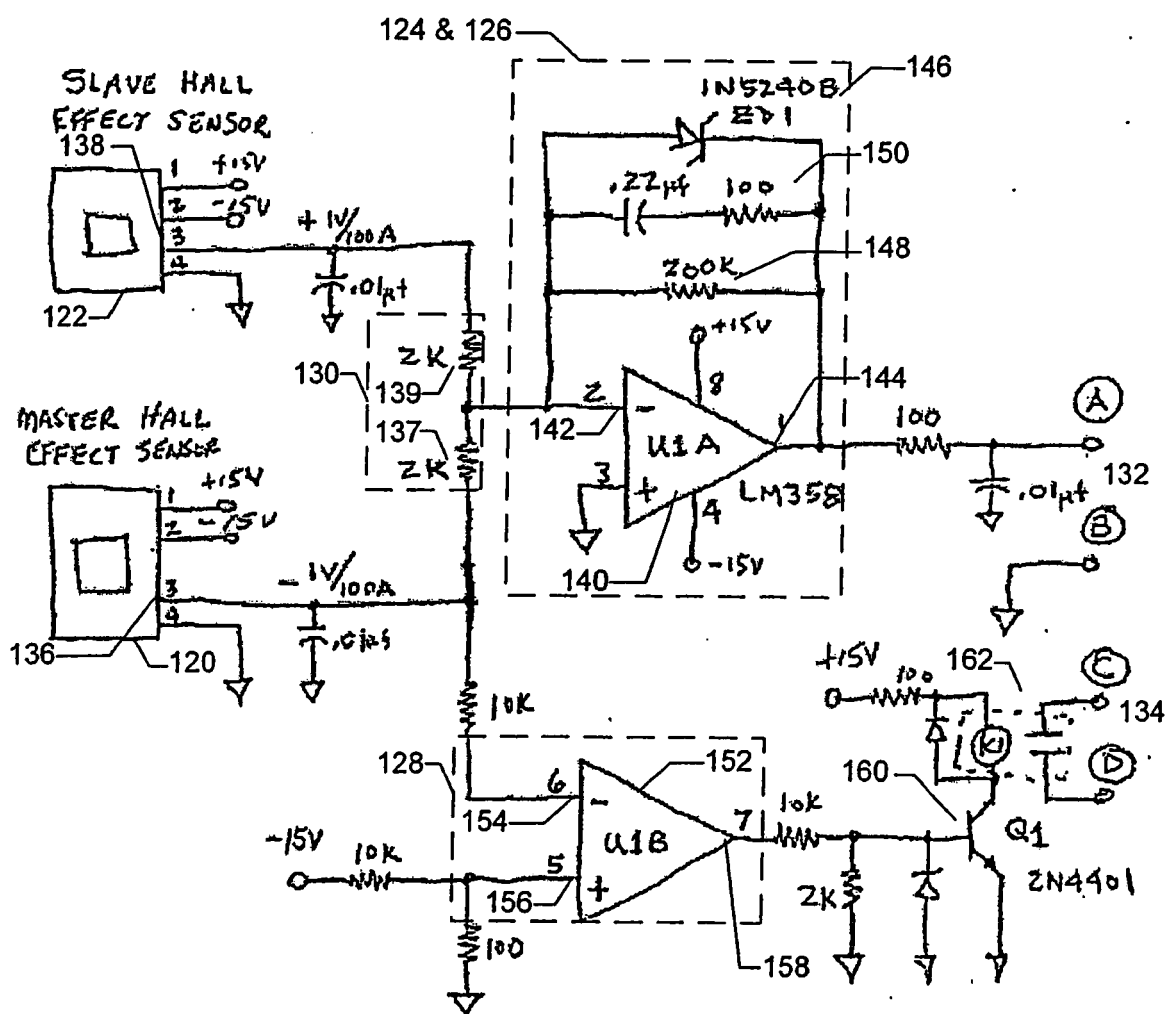 124 & 126
146
SLAVE HALL
EFFECT SENSOR
138
1N5240B
ZD1
150
1
+15V
2
-15V
3
4
+ 1V/100A
.01µf
122
.22µf
100
148
200K
+15V
130
2K
139
137
2K
2
142
-
8
1
144
U1A
3
+
4
LM358
-15V
140
100
A
132
.01µf
B
MASTER HALL
EFFECT SENSOR
1
+15V
2
-15V
3
4
- 1V/100A
136
120
10K
+15V
100
162
C
134
K1
D
128
152
6
-
154
U1B
7
10K
160
Q1
2N4401
-15V
10K
5
+
156
100
2K
158